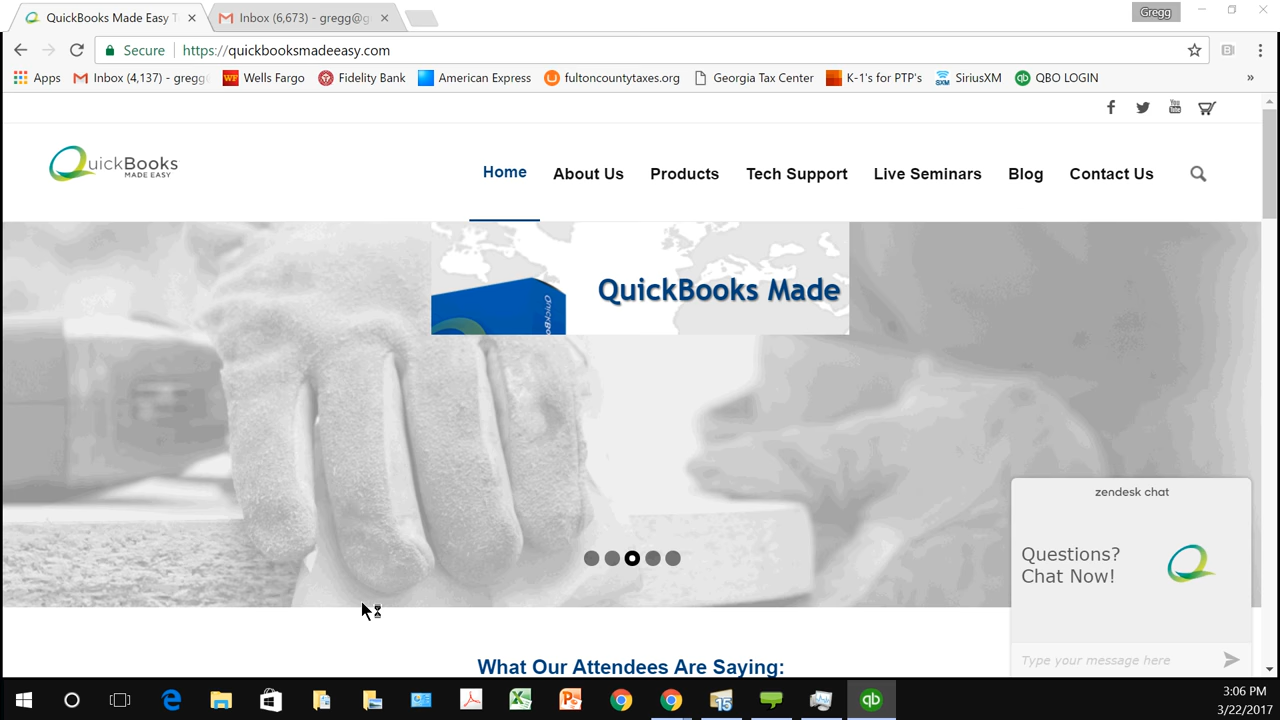 QuickBooks Made Easy T
Inbox (6,673) - gregg@g
Gregg
Secure
https://quickbooksmadeeasy.com
Apps
Inbox (4,137) - gregg
Wells Fargo
Fidelity Bank
American Express
fultoncountytaxes.org
Georgia Tax Center
K-1's for PTP's
SiriusXM
QBO LOGIN
»
QuickBooks
MADE EASY
Home
About Us
Products
Tech Support
Live Seminars
Blog
Contact Us
QuickBooks Made
zendesk chat
Questions?
Chat Now!
Type your message here
What Our Attendees Are Saying:
3:06 PM
3/22/2017